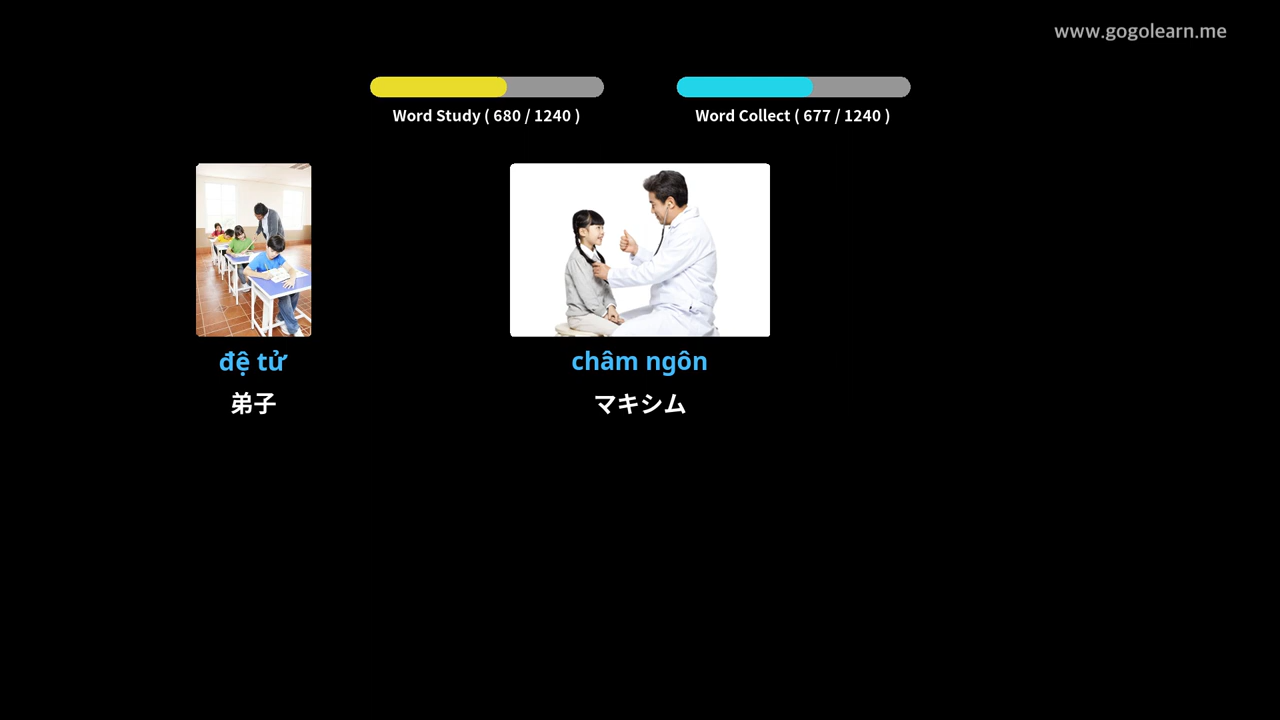 www.gogolearn.me
Word Study ( 680 / 1240 )
Word Collect ( 677 / 1240 )
đệ tử
châm ngôn
弟子
マキシム